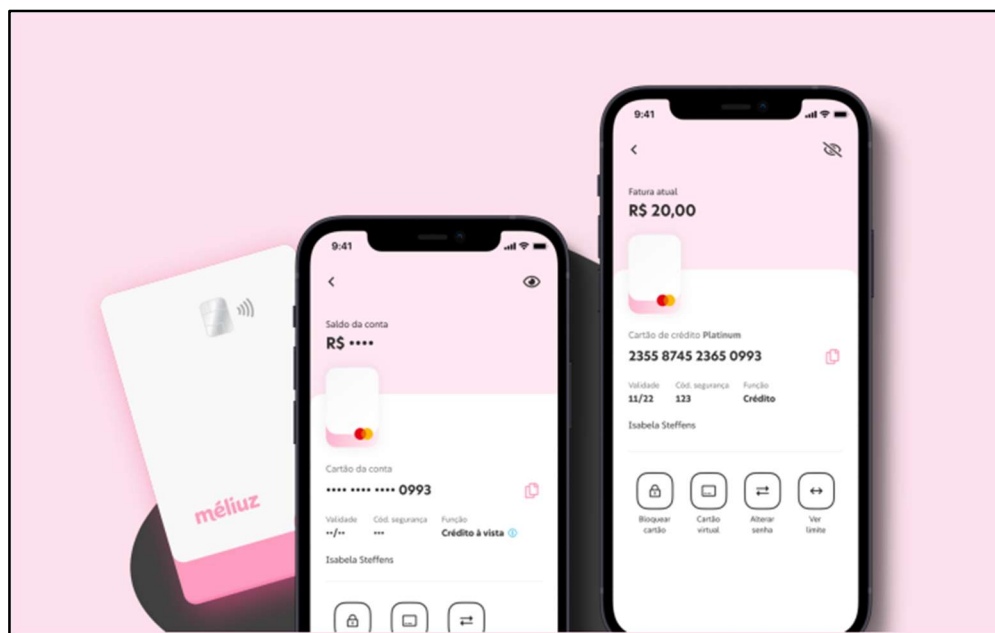 méliuz
9:41
Saldo da conta
R$ ••••
Cartão da conta
•••• •••• •••• 0993
Validade Cód. segurança Função
••/•• ••• Crédito à vista
Isabela Steffens
9:41
Fatura atual
R$ 20,00
Cartão de crédito Platinum
2355 8745 2365 0993
Validade Cód. segurança Função
11/22 123 Crédito
Isabela Steffens
Bloquear Cartão Alterar Ver
cartão virtual senha limite